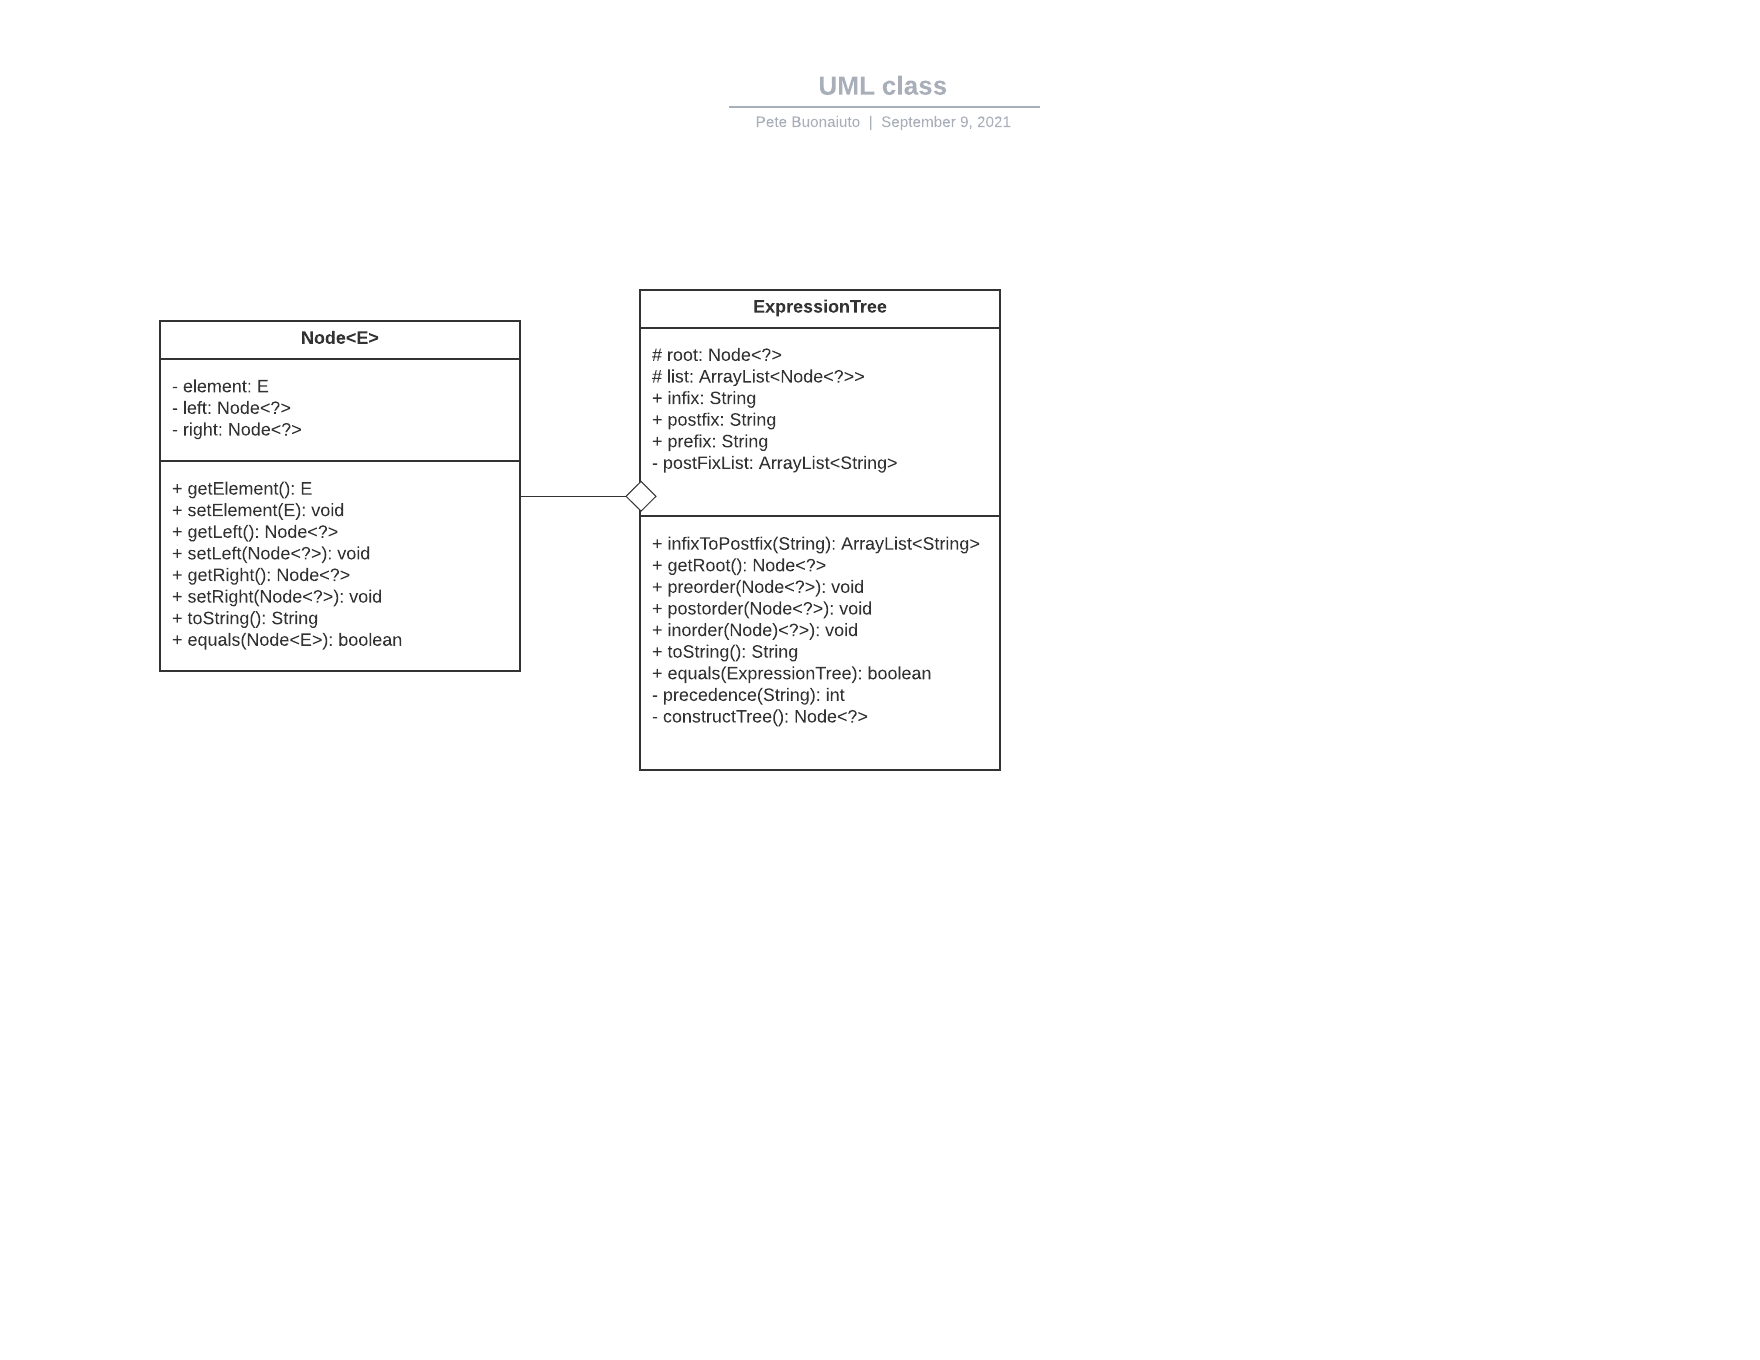 UML class
Pete Buonaiuto | September 9, 2021
Node<E>
- element: E
- left: Node<?>
- right: Node<?>
+ getElement(): E
+ setElement(E): void
+ getLeft(): Node<?>
+ setLeft(Node<?>): void
+ getRight(): Node<?>
+ setRight(Node<?>): void
+ toString(): String
+ equals(Node<E>): boolean
ExpressionTree
# root: Node<?>
# list: ArrayList<Node<?>>
+ infix: String
+ postfix: String
+ prefix: String
- postFixList: ArrayList<String>
+ infixToPostfix(String): ArrayList<String>
+ getRoot(): Node<?>
+ preorder(Node<?>): void
+ postorder(Node<?>): void
+ inorder(Node)<?>): void
+ toString(): String
+ equals(ExpressionTree): boolean
- precedence(String): int
- constructTree(): Node<?>